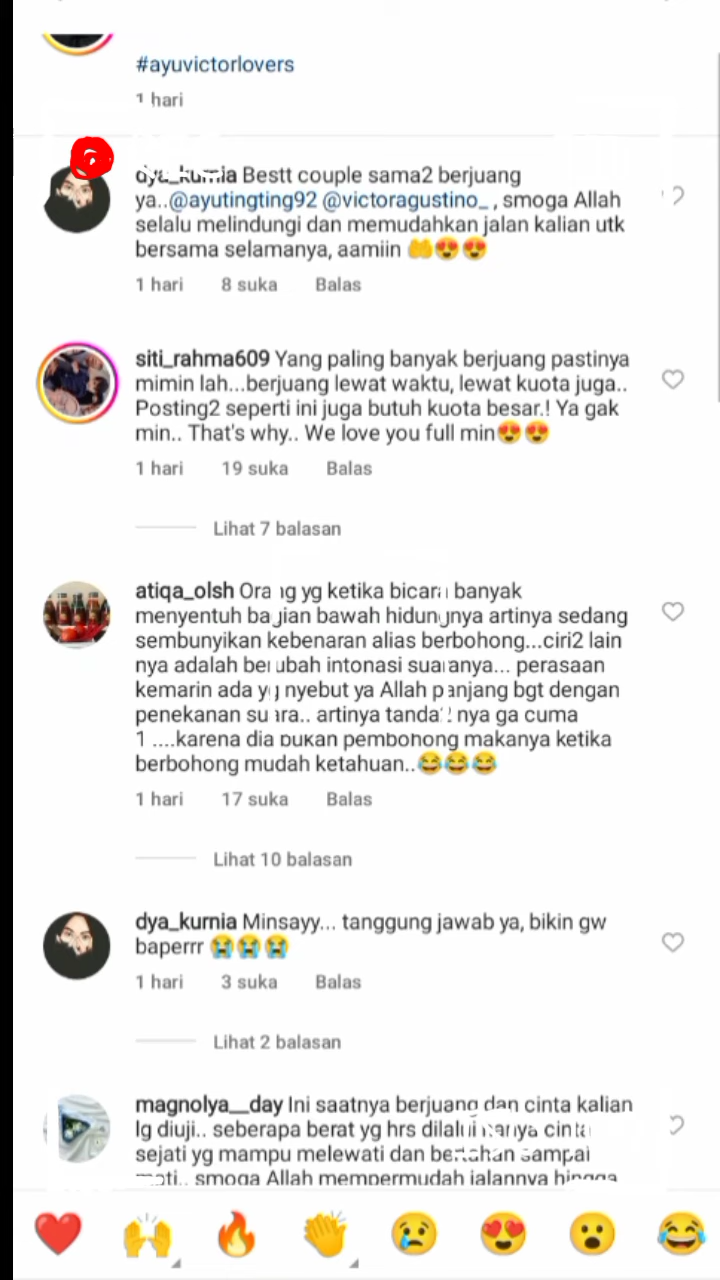 #ayuvictorlovers
1 hari
dya_kurnia Bestt couple sama2 berjuang
ya..@ayutingting92 @victoragustino_ , smoga Allah
selalu melindungi dan memudahkan jalan kalian utk
bersama selamanya, aamiin 🤲😍😍
1 hari 8 suka Balas
siti_rahma609 Yang paling banyak berjuang pastinya
mimin lah...berjuang lewat waktu, lewat kuota juga..
Posting2 seperti ini juga butuh kuota besar.! Ya gak
min.. That's why.. We love you full min😍😍
1 hari 19 suka Balas
Lihat 7 balasan
atiqa_olsh Orang yg ketika bicara banyak
menyentuh bagian bawah hidungnya artinya sedang
sembunyikan kebenaran alias berbohong...ciri2 lain
nya adalah berubah intonasi suaranya... perasaan
kemarin ada yg nyebut ya Allah panjang bgt dengan
penekanan suara.. artinya tanda2 nya ga cuma
1 ....karena dia bukan pembohong makanya ketika
berbohong mudah ketahuan..😂😂😂
1 hari 17 suka Balas
Lihat 10 balasan
dya_kurnia Minsayy... tanggung jawab ya, bikin gw
baperrr 😭😭😭
1 hari 3 suka Balas
Lihat 2 balasan
magnolya__day Ini saatnya berjuang dan cinta kalian
lg diuji.. seberapa berat yg hrs dilalui hanya cinta
sejati yg mampu melewati dan bertahan sampai
mati.. smoga Allah mempermudah jalannya hingga